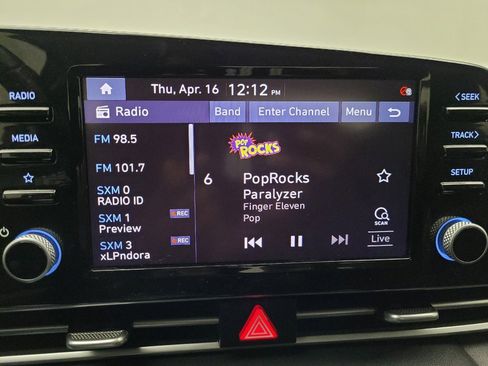 Thu, Apr. 16 12:12 PM
RADIO
Radio Band Enter Channel Menu
SEEK
MEDIA
FM 98.5
FM 101.7
SXM 0
RADIO ID
SXM 1
Preview
REC
SXM 3
xLPndora
REC
POP ROCKS
6 PopRocks
Paralyzer
Finger Eleven
Pop
SCAN
Live
TRACK
SETUP